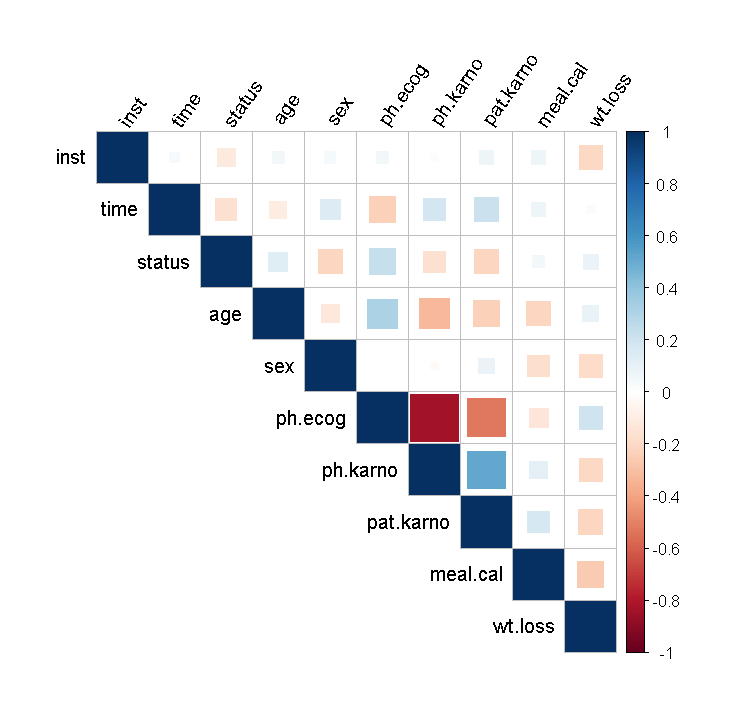 inst
time
status
age
sex
ph.ecog
ph.karno
pat.karno
meal.cal
wt.loss
inst
time
status
age
sex
ph.ecog
ph.karno
pat.karno
meal.cal
wt.loss
1
0.8
0.6
0.4
0.2
0
-0.2
-0.4
-0.6
-0.8
-1